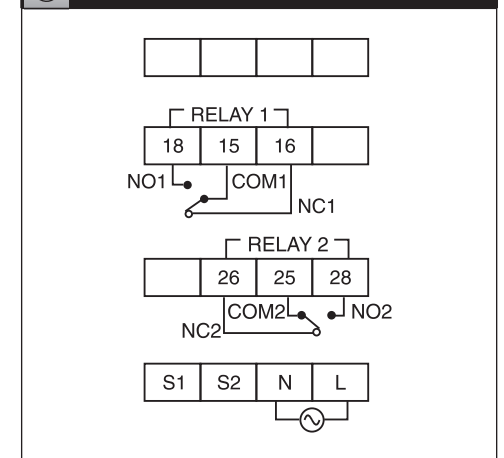 RELAY 1
18 15 16
NO1 COM1
NC1
RELAY 2
26 25 28
COM2 NO2
NC2
S1 S2 N L